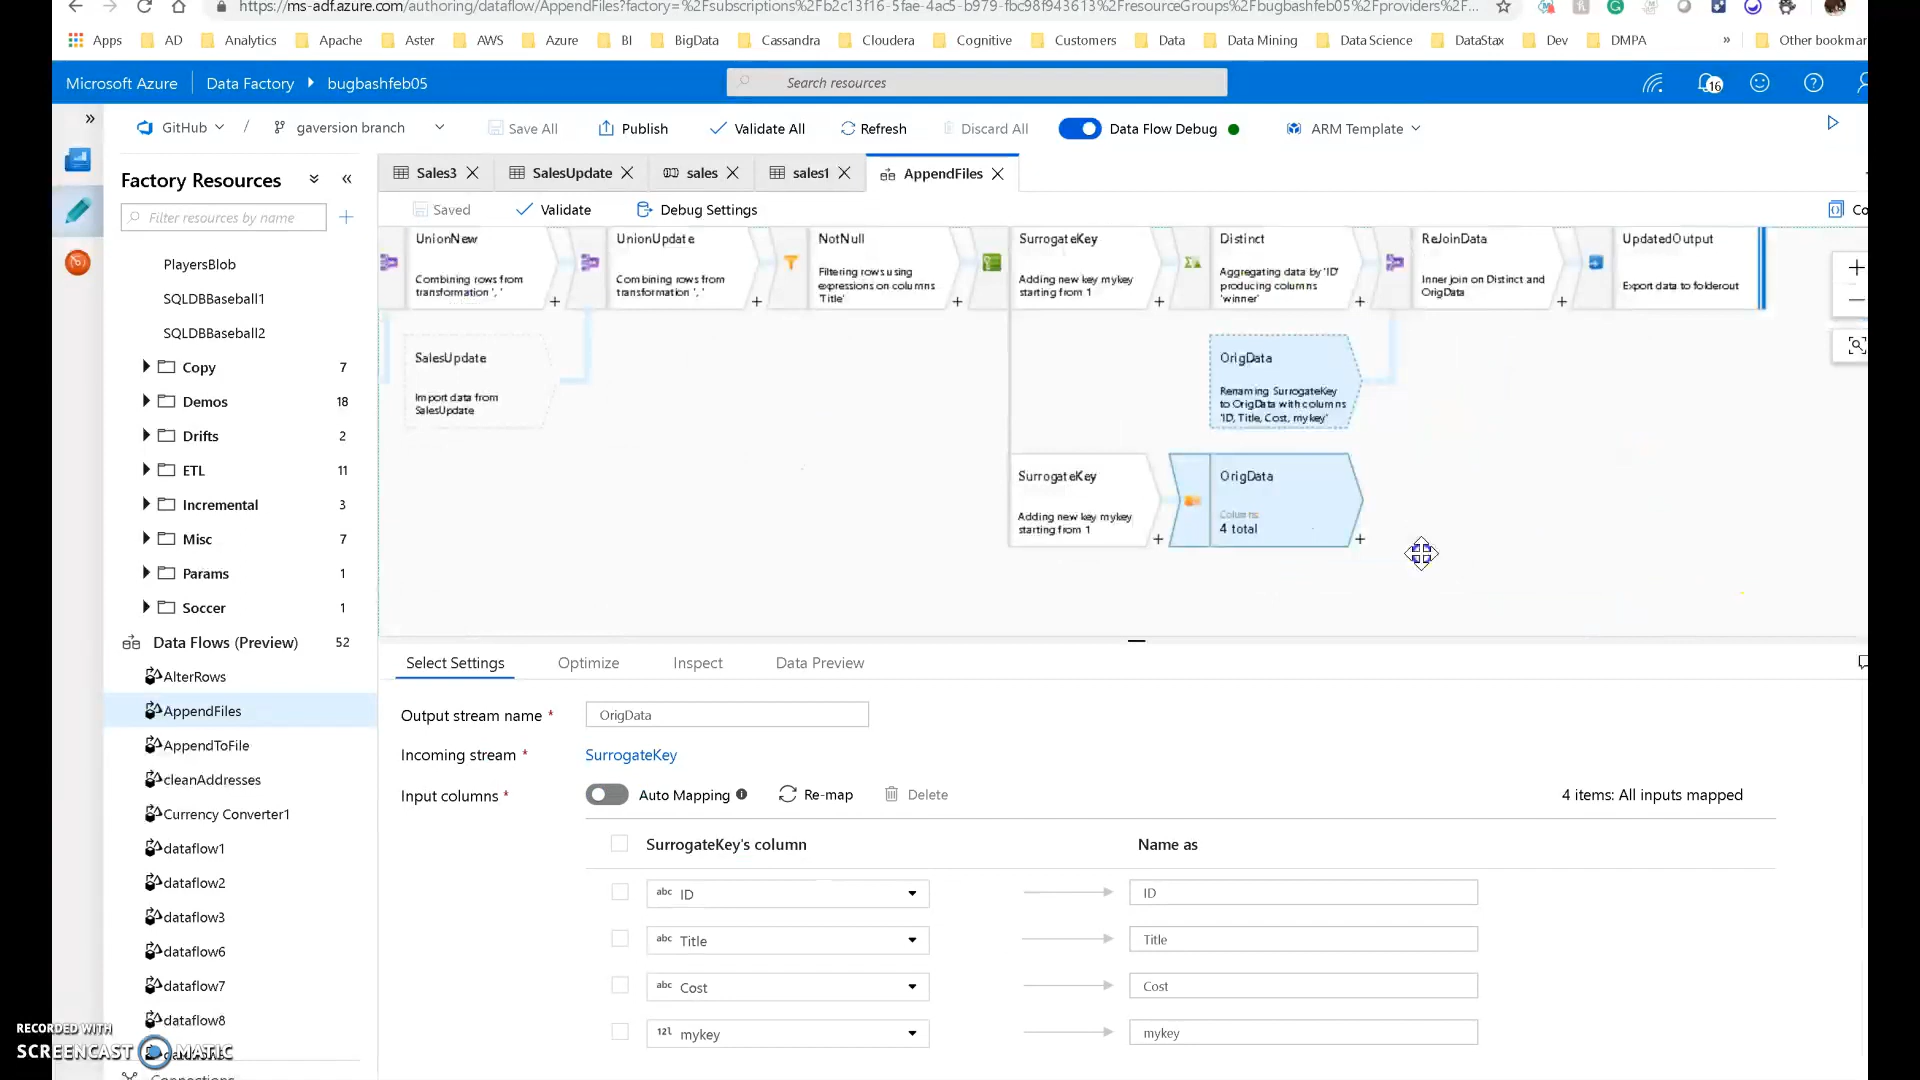 https://ms-adf.azure.com/authoring/dataflow/AppendFiles?factory=%2Fsubscriptions%2Fb2c13f16-5fae-4ac5-b979-fbc98f943613%2FresourceGroups%2Fbugbashfeb05%2Fproviders%2F...
Apps AD Analytics Apache Aster AWS Azure BI BigData Cassandra Cloudera Cognitive Customers Data Data Mining Data Science DataStax Dev DMPA » Other bookmar
Microsoft Azure Data Factory bugbashfeb05 Search resources 16
GitHub / gaversion branch Save All Publish Validate All Refresh Discard All Data Flow Debug ARM Template
Factory Resources
Filter resources by name
PlayersBlob
SQLDBBaseball1
SQLDBBaseball2
Copy 7
Demos 18
Drifts 2
ETL 11
Incremental 3
Misc 7
Params 1
Soccer 1
Data Flows (Preview) 52
AlterRows
AppendFiles
AppendToFile
cleanAddresses
Currency Converter1
dataflow1
dataflow2
dataflow3
dataflow6
dataflow7
dataflow8
Connections
Sales3 SalesUpdate sales sales1 AppendFiles
Saved Validate Debug Settings Co
UnionNew
Combining rows from
transformation ', '
UnionUpdate
Combining rows from
transformation ', '
NotNull
Filtering rows using
expressions on columns
'Title'
SurrogateKey
Adding new key mykey
starting from 1
Distinct
Aggregating data by 'ID'
producing columns
'winner'
ReJoinData
Inner join on Distinct and
OrigData
UpdatedOutput
Export data to folderout
SalesUpdate
Import data from
SalesUpdate
OrigData
Renaming SurrogateKey
to OrigData with columns
'ID, Title, Cost, mykey'
SurrogateKey
Adding new key mykey
starting from 1
OrigData
Columns:
4 total
Select Settings Optimize Inspect Data Preview
Output stream name * OrigData
Incoming stream * SurrogateKey
Input columns * Auto Mapping Re-map Delete 4 items: All inputs mapped
SurrogateKey's column Name as
abc ID ID
abc Title Title
abc Cost Cost
12l mykey mykey
RECORDED WITH
SCREENCAST MATIC